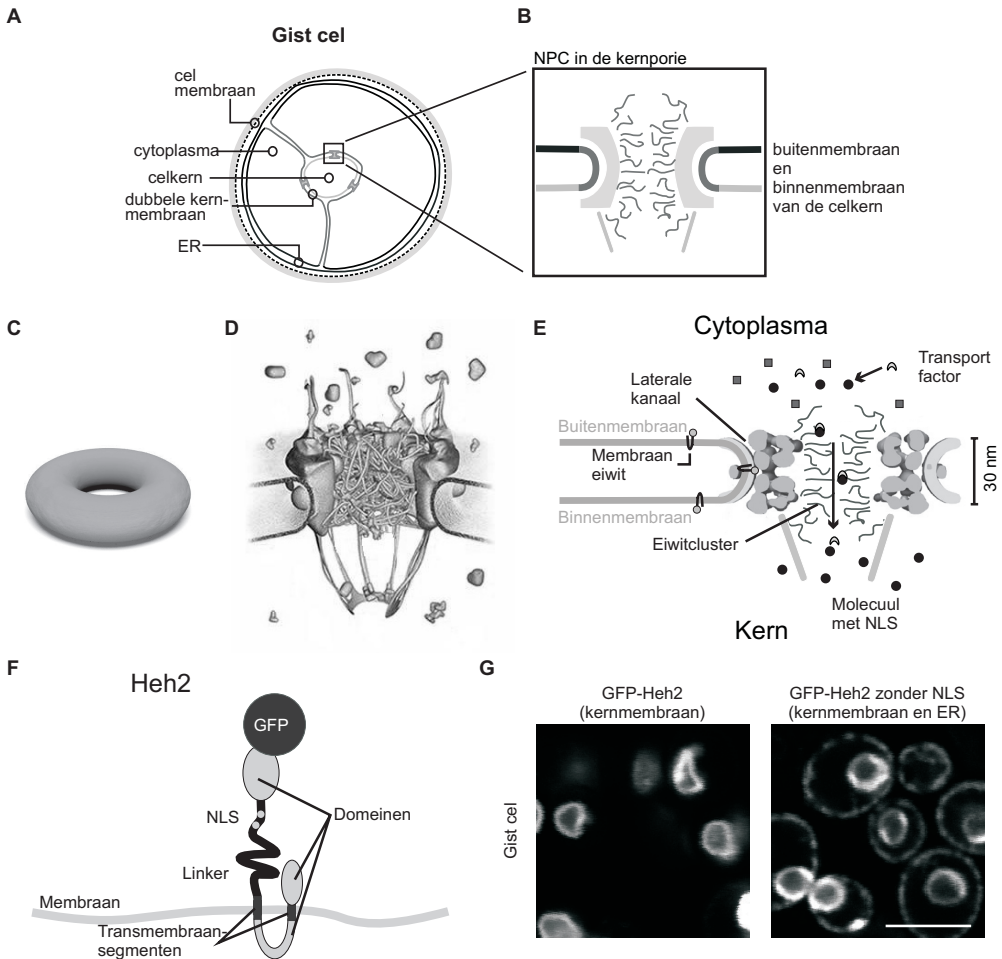 A
Gist cel
cel
membraan
cytoplasma
celkern
dubbele kern-
membraan
ER
B
NPC in de kernporie
buitenmembraan
en
binnenmembraan
van de celkern
C
D
E
Cytoplasma
Transport
factor
Laterale
kanaal
Buitenmembraan
Membraan
eiwit
Binnenmembraan
Eiwitcluster
30 nm
Molecuul
met NLS
Kern
F
Heh2
GFP
NLS
Domeinen
Linker
Membraan
Transmembraan-
segmenten
G
GFP-Heh2
(kernmembraan)
GFP-Heh2 zonder NLS
(kernmembraan en ER)
Gist cel